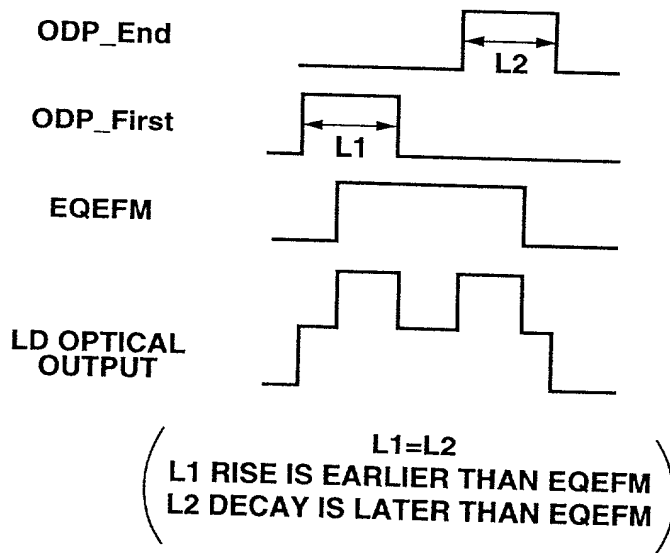 ODP_End
L2
ODP_First
L1
EQEFM
LD OPTICAL
OUTPUT
L1=L2
L1 RISE IS EARLIER THAN EQEFM
L2 DECAY IS LATER THAN EQEFM